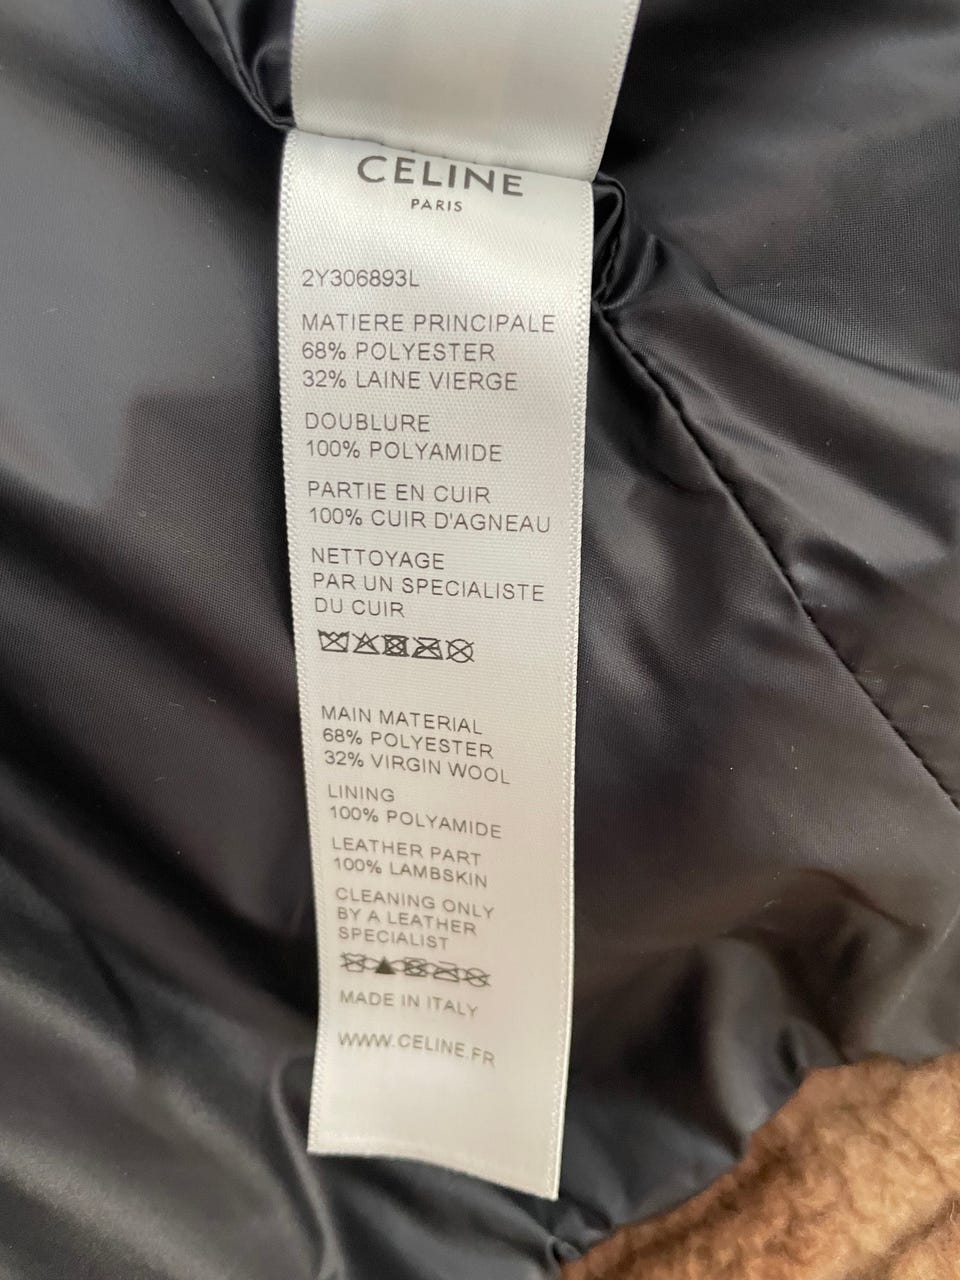 CELINE
PARIS
2Y306893L
MATIERE PRINCIPALE
68% POLYESTER
32% LAINE VIERGE
DOUBLURE
100% POLYAMIDE
PARTIE EN CUIR
100% CUIR D'AGNEAU
NETTOYAGE
PAR UN SPECIALISTE
DU CUIR
MAIN MATERIAL
68% POLYESTER
32% VIRGIN WOOL
LINING
100% POLYAMIDE
LEATHER PART
100% LAMBSKIN
CLEANING ONLY
BY A LEATHER
SPECIALIST
MADE IN ITALY
WWW.CELINE.FR